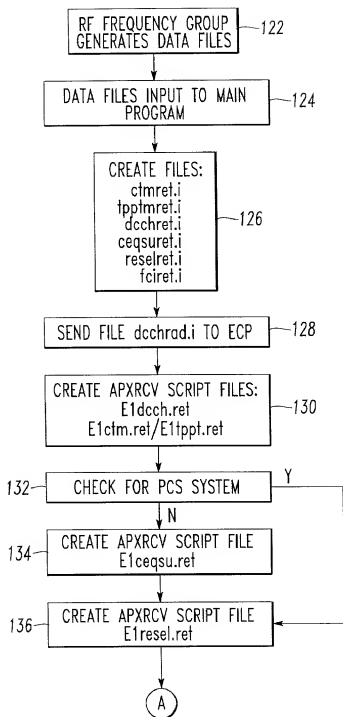 RF FREQUENCY GROUP
GENERATES DATA FILES
122
DATA FILES INPUT TO MAIN
PROGRAM
124
CREATE FILES:
ctmret.i
tpptmret.i
dcchret.i
ceqsuret.i
reselret.i
fciret.i
126
SEND FILE dcchrad.i TO ECP
128
CREATE APXRCV SCRIPT FILES:
E1dcch.ret
E1ctm.ret/E1tppt.ret
130
132
CHECK FOR PCS SYSTEM
Y
N
134
CREATE APXRCV SCRIPT FILE
E1ceqsu.ret
136
CREATE APXRCV SCRIPT FILE
E1resel.ret
A